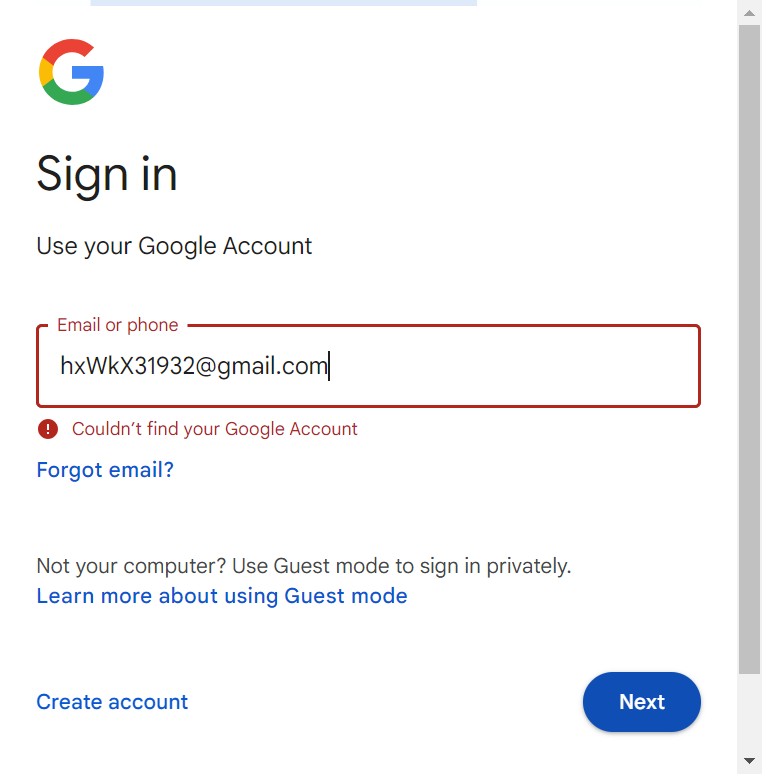 Sign in
Use your Google Account
Email or phone
hxWkX31932@gmail.com
Couldn’t find your Google Account
Forgot email?
Not your computer? Use Guest mode to sign in privately.
Learn more about using Guest mode
Create account
Next